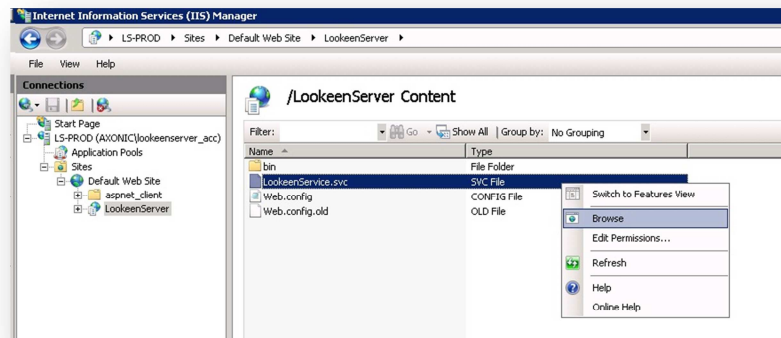 Internet Information Services (IIS) Manager
LS-PROD Sites Default Web Site LookeenServer
File View Help
Connections
Start Page
LS-PROD (AXONIC\lookeenserver_acc)
Application Pools
Sites
Default Web Site
aspnet_client
LookeenServer
/LookeenServer Content
Filter: Go Show All Group by: No Grouping
Name Type
bin File Folder
LookeenService.svc SVC File
Web.config CONFIG File
Web.config.old OLD File
Switch to Features View
Browse
Edit Permissions...
Refresh
Help
Online Help